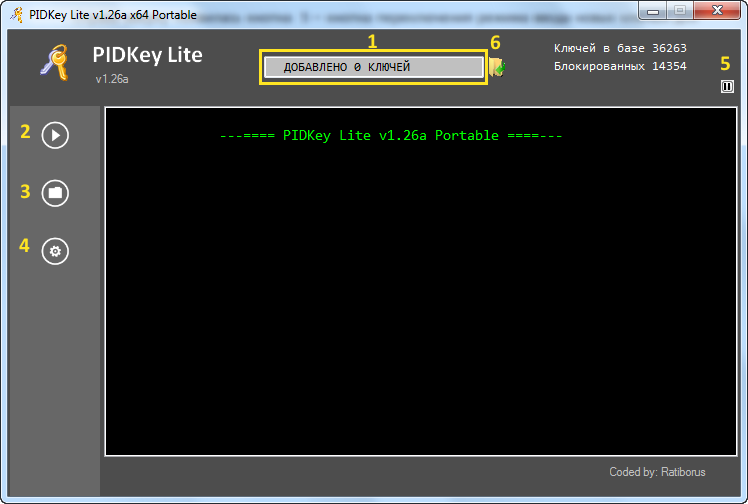 PIDKey Lite v1.26a x64 Portable
PIDKey Lite
v1.26a
1
ДОБАВЛЕНО 0 КЛЮЧЕЙ
6
Ключей в базе 36263
Блокированных 14354
5
2
3
4
---==== PIDKey Lite v1.26a Portable ====---
Coded by: Ratiborus